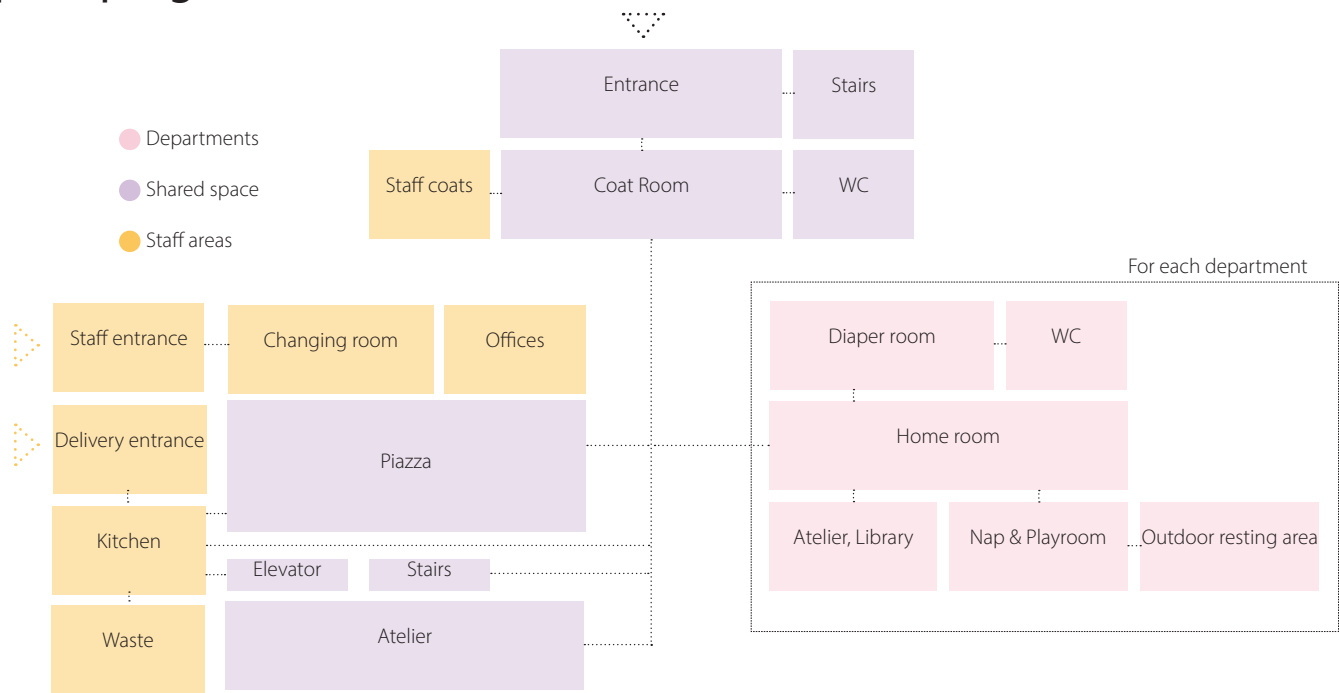 Entrance
Stairs
Departments
Shared space
Staff areas
Staff coats
Coat Room
WC
For each department
Staff entrance
Changing room
Offices
Diaper room
WC
Delivery entrance
Piazza
Home room
Kitchen
Atelier, Library
Nap & Playroom
Outdoor resting area
Elevator
Stairs
Waste
Atelier